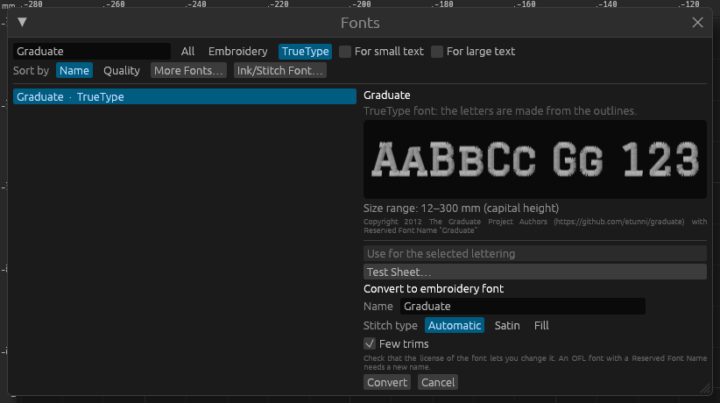 mm
-280 -260 -240 -220 -200 -180 -160 -140 -120
Fonts
Graduate All Embroidery TrueType For small text For large text
Sort by Name Quality More Fonts... Ink/Stitch Font...
Graduate · TrueType
Graduate
TrueType font: the letters are made from the outlines.
AaBbCc Gg 123
Size range: 12–300 mm (capital height)
Copyright 2012 The Graduate Project Authors (https://github.com/etunni/graduate) with
Reserved Font Name "Graduate"
Use for the selected lettering
Test Sheet...
Convert to embroidery font
Name Graduate
Stitch type Automatic Satin Fill
Few trims
Check that the license of the font lets you change it. An OFL font with a Reserved Font Name
needs a new name.
Convert Cancel